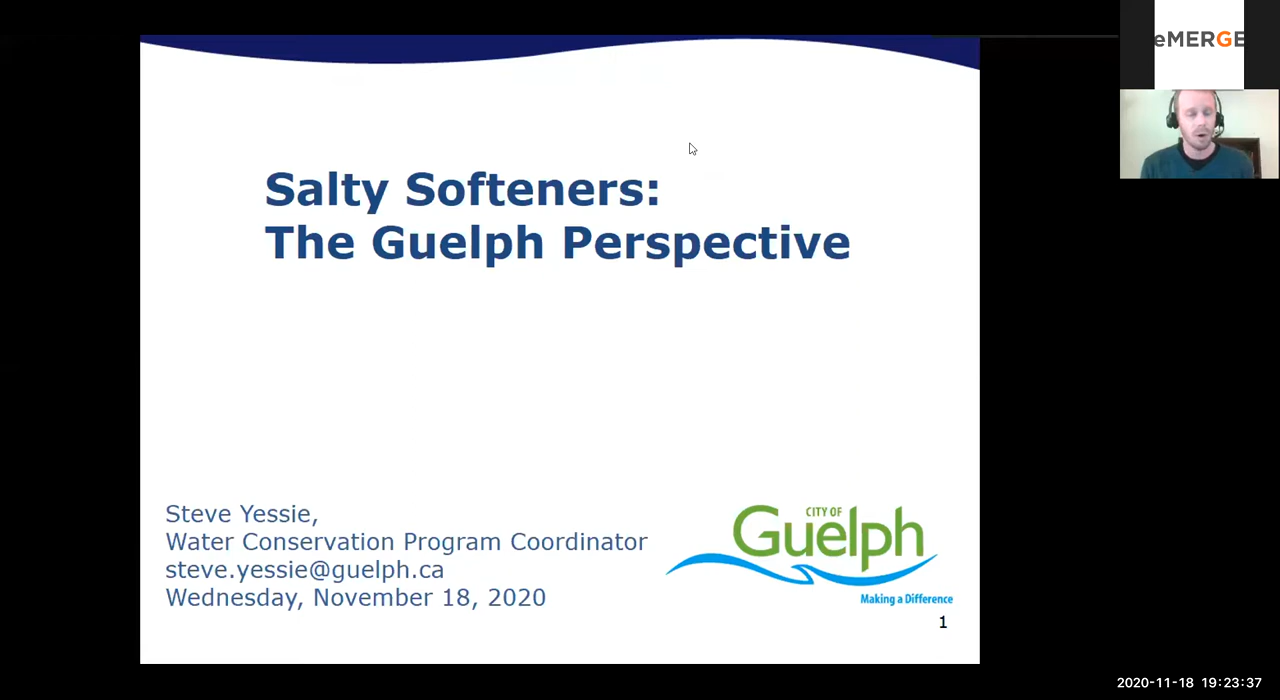 eMERGE
Salty Softeners:
The Guelph Perspective
Steve Yessie,
Water Conservation Program Coordinator
steve.yessie@guelph.ca
Wednesday, November 18, 2020
CITY OF
Guelph
Making a Difference
1
2020-11-18 19:23:37